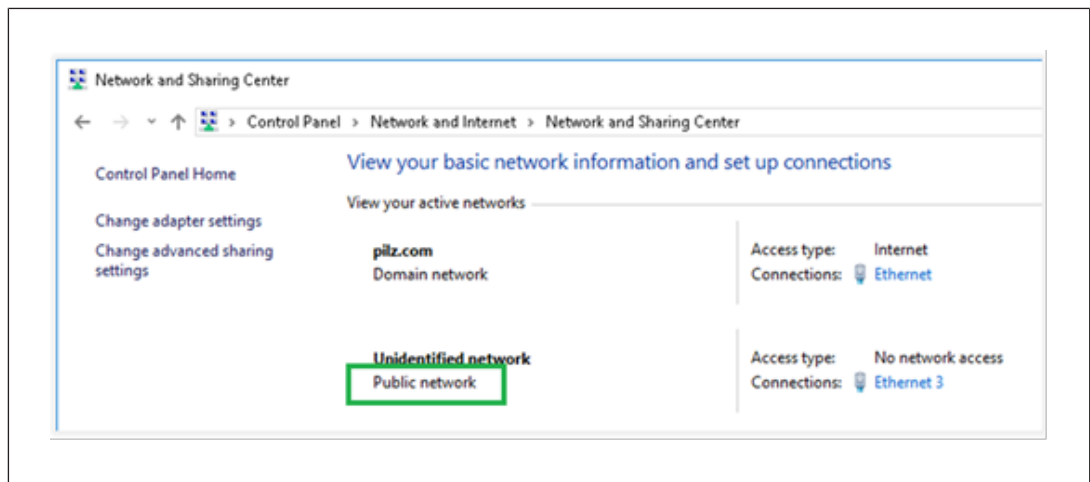 Network and Sharing Center
Control Panel > Network and Internet > Network and Sharing Center
Control Panel Home
Change adapter settings
Change advanced sharing
settings
View your basic network information and set up connections
View your active networks
pilz.com
Domain network
Access type: Internet
Connections: Ethernet
Unidentified network
Public network
Access type: No network access
Connections: Ethernet 3